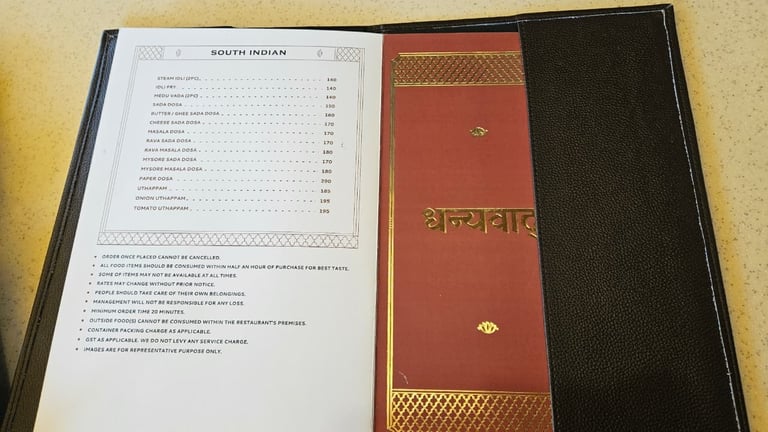 SOUTH INDIAN
STEAM IDLI (2PC) 140
IDLI FRY 140
MEDU VADA (2PC) 140
SADA DOSA 150
BUTTER / GHEE SADA DOSA 160
CHEESE SADA DOSA 170
MASALA DOSA 170
RAVA SADA DOSA 170
RAVA MASALA DOSA 180
MYSORE SADA DOSA 170
MYSORE MASALA DOSA 180
PAPER DOSA
UTHAPPAM 185
ONION UTHAPPAM 195
TOMATO UTHAPPAM 195
• ORDER ONCE PLACED CANNOT BE CANCELLED.
• ALL FOOD ITEMS SHOULD BE CONSUMED WITHIN HALF AN HOUR OF PURCHASE FOR BEST TASTE.
• SOME OF ITEMS MAY NOT BE AVAILABLE AT ALL TIMES.
• RATES MAY CHANGE WITHOUT PRIOR NOTICE.
• PEOPLE SHOULD TAKE CARE OF THEIR OWN BELONGINGS.
• MANAGEMENT WILL NOT BE RESPONSIBLE FOR ANY LOSS.
• MINIMUM ORDER TIME 20 MINUTES.
• OUTSIDE FOOD(S) CANNOT BE CONSUMED WITHIN THE RESTAURANT'S PREMISES.
• CONTAINER PACKING CHARGE AS APPLICABLE.
• GST AS APPLICABLE. WE DO NOT LEVY ANY SERVICE CHARGE.
• IMAGES ARE FOR REPRESENTATIVE PURPOSE ONLY.
धन्यवाद